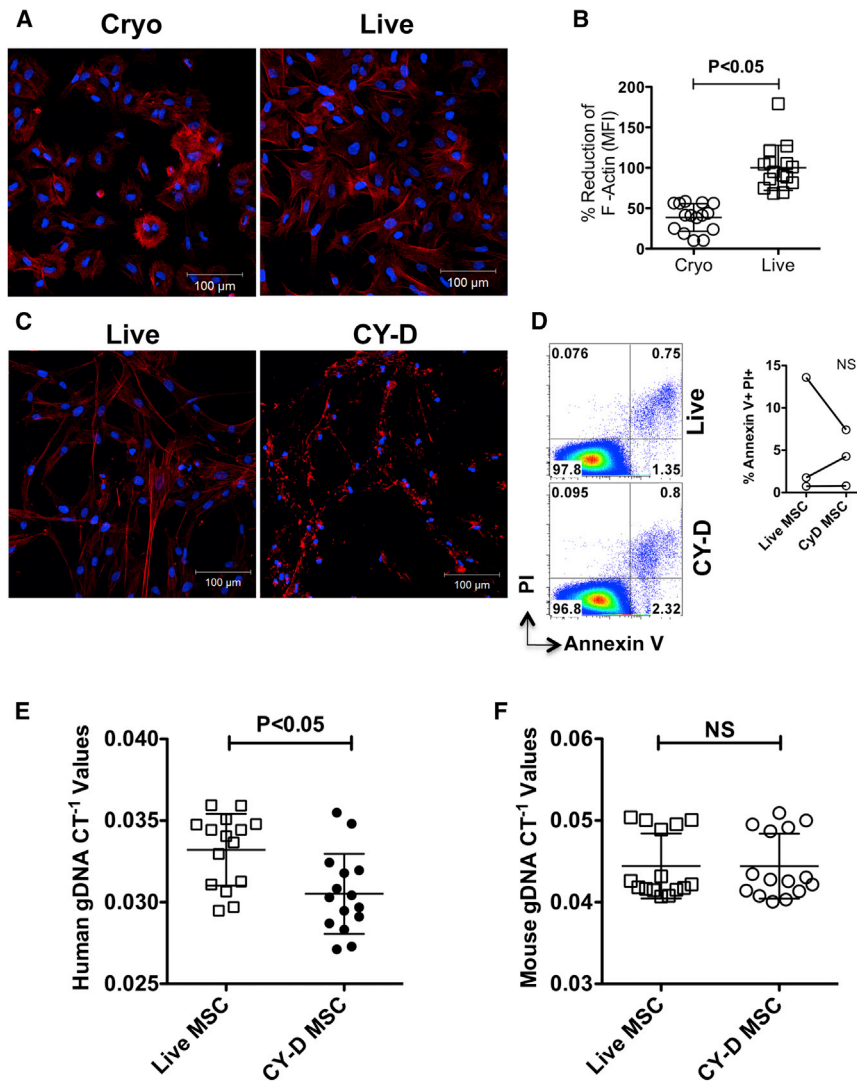 A
Cryo
Live
100 µm
100 µm
B
P<0.05
% Reduction of
F -Actin (MFI)
200
150
100
50
0
Cryo
Live
C
Live
CY-D
100 µm
100 µm
D
0.076
0.75
97.8
1.35
Live
0.095
0.8
96.8
2.32
CY-D
PI
Annexin V
NS
% Annexin V+ PI+
15
10
5
0
Live MSC
CyD MSC
E
P<0.05
Human gDNA CT-1 Values
0.040
0.035
0.030
0.025
Live MSC
CY-D MSC
F
NS
Mouse gDNA CT-1 Values
0.06
0.05
0.04
0.03
Live MSC
CY-D MSC